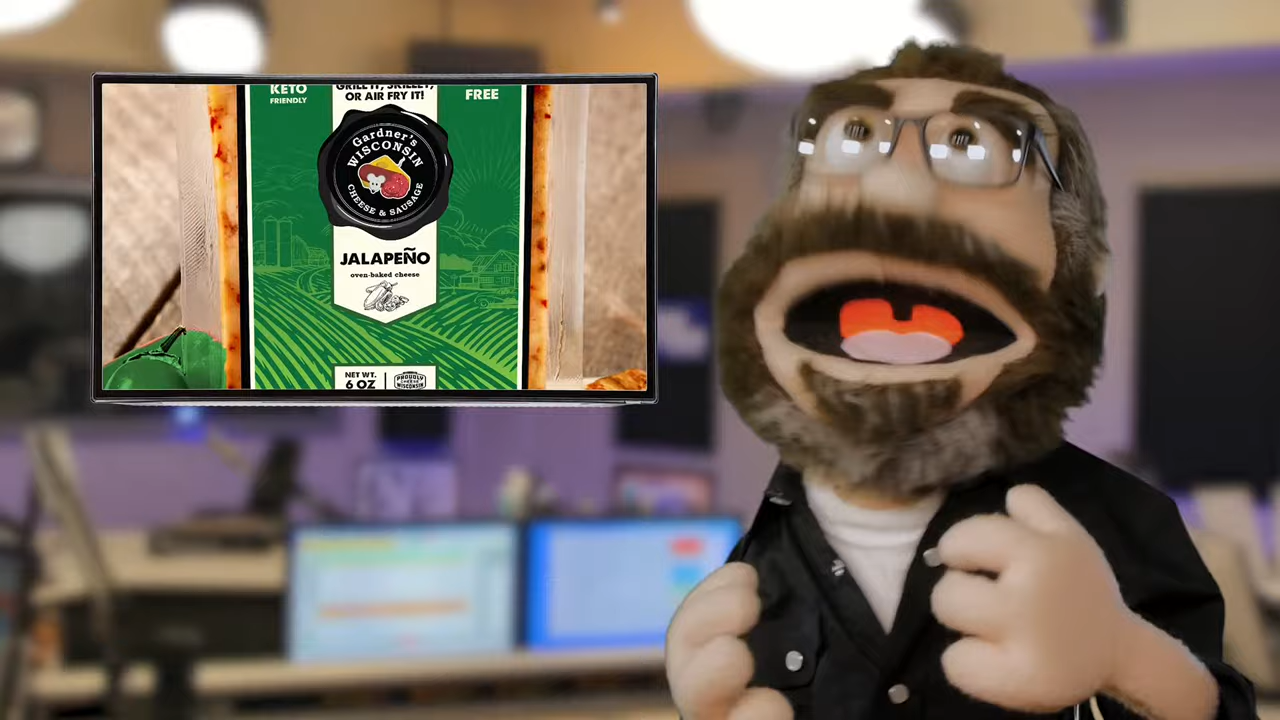 KETO
FRIENDLY
GRILL IT, SKILLET,
OR AIR FRY IT!
FREE
Gardner's
WISCONSIN
CHEESE & SAUSAGE
JALAPEÑO
oven-baked cheese
NET WT.
6 OZ
PROUDLY
WISCONSIN